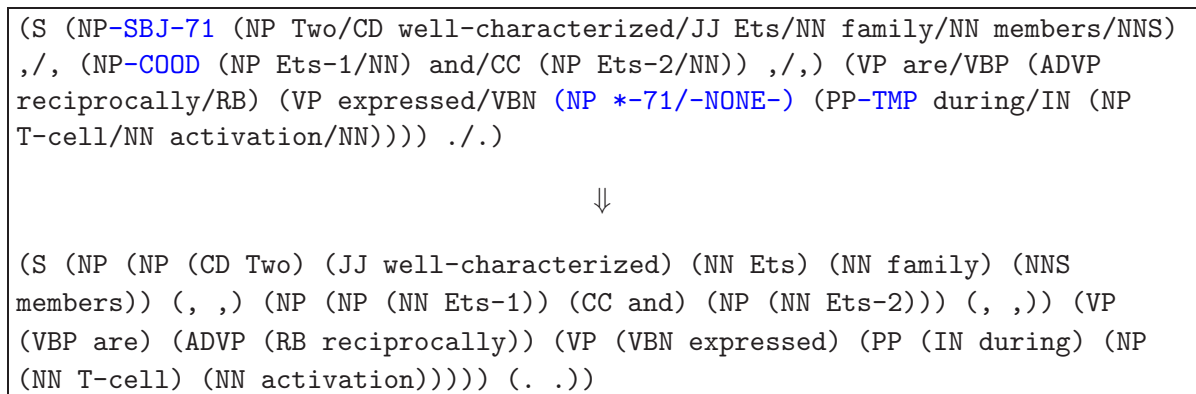 (S (NP-SBJ-71 (NP Two/CD well-characterized/JJ Ets/NN family/NN members/NNS)
,/, (NP-COOD (NP Ets-1/NN) and/CC (NP Ets-2/NN)) ,/,) (VP are/VBP (ADVP
reciprocally/RB) (VP expressed/VBN (NP *-71/-NONE-) (PP-TMP during/IN (NP
T-cell/NN activation/NN)))) ./.)
⇓
(S (NP (NP (CD Two) (JJ well-characterized) (NN Ets) (NN family) (NNS
members)) (, ,) (NP (NP (NN Ets-1)) (CC and) (NP (NN Ets-2))) (, ,)) (VP
(VBP are) (ADVP (RB reciprocally)) (VP (VBN expressed) (PP (IN during) (NP
(NN T-cell) (NN activation))))) (. .))